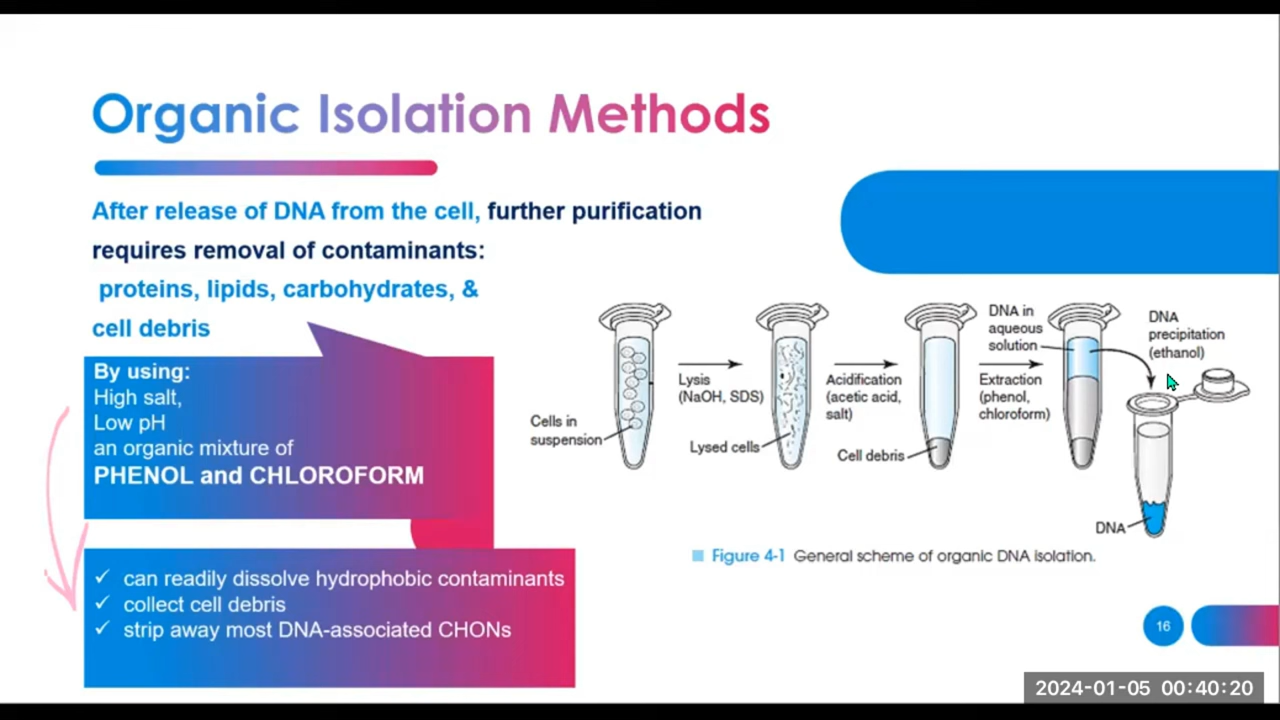 Organic Isolation Methods
After release of DNA from the cell, further purification
requires removal of contaminants:
proteins, lipids, carbohydrates, &
cell debris
By using:
High salt,
Low pH
an organic mixture of
PHENOL and CHLOROFORM
✓ can readily dissolve hydrophobic contaminants
✓ collect cell debris
✓ strip away most DNA-associated CHONs
Cells in
suspension
Lysis
(NaOH, SDS)
Lysed cells
Acidification
(acetic acid,
salt)
Cell debris
Extraction
(phenol,
chloroform)
DNA in
aqueous
solution
DNA
precipitation
(ethanol)
DNA
Figure 4-1 General scheme of organic DNA isolation.
16
2024-01-05 00:40:20